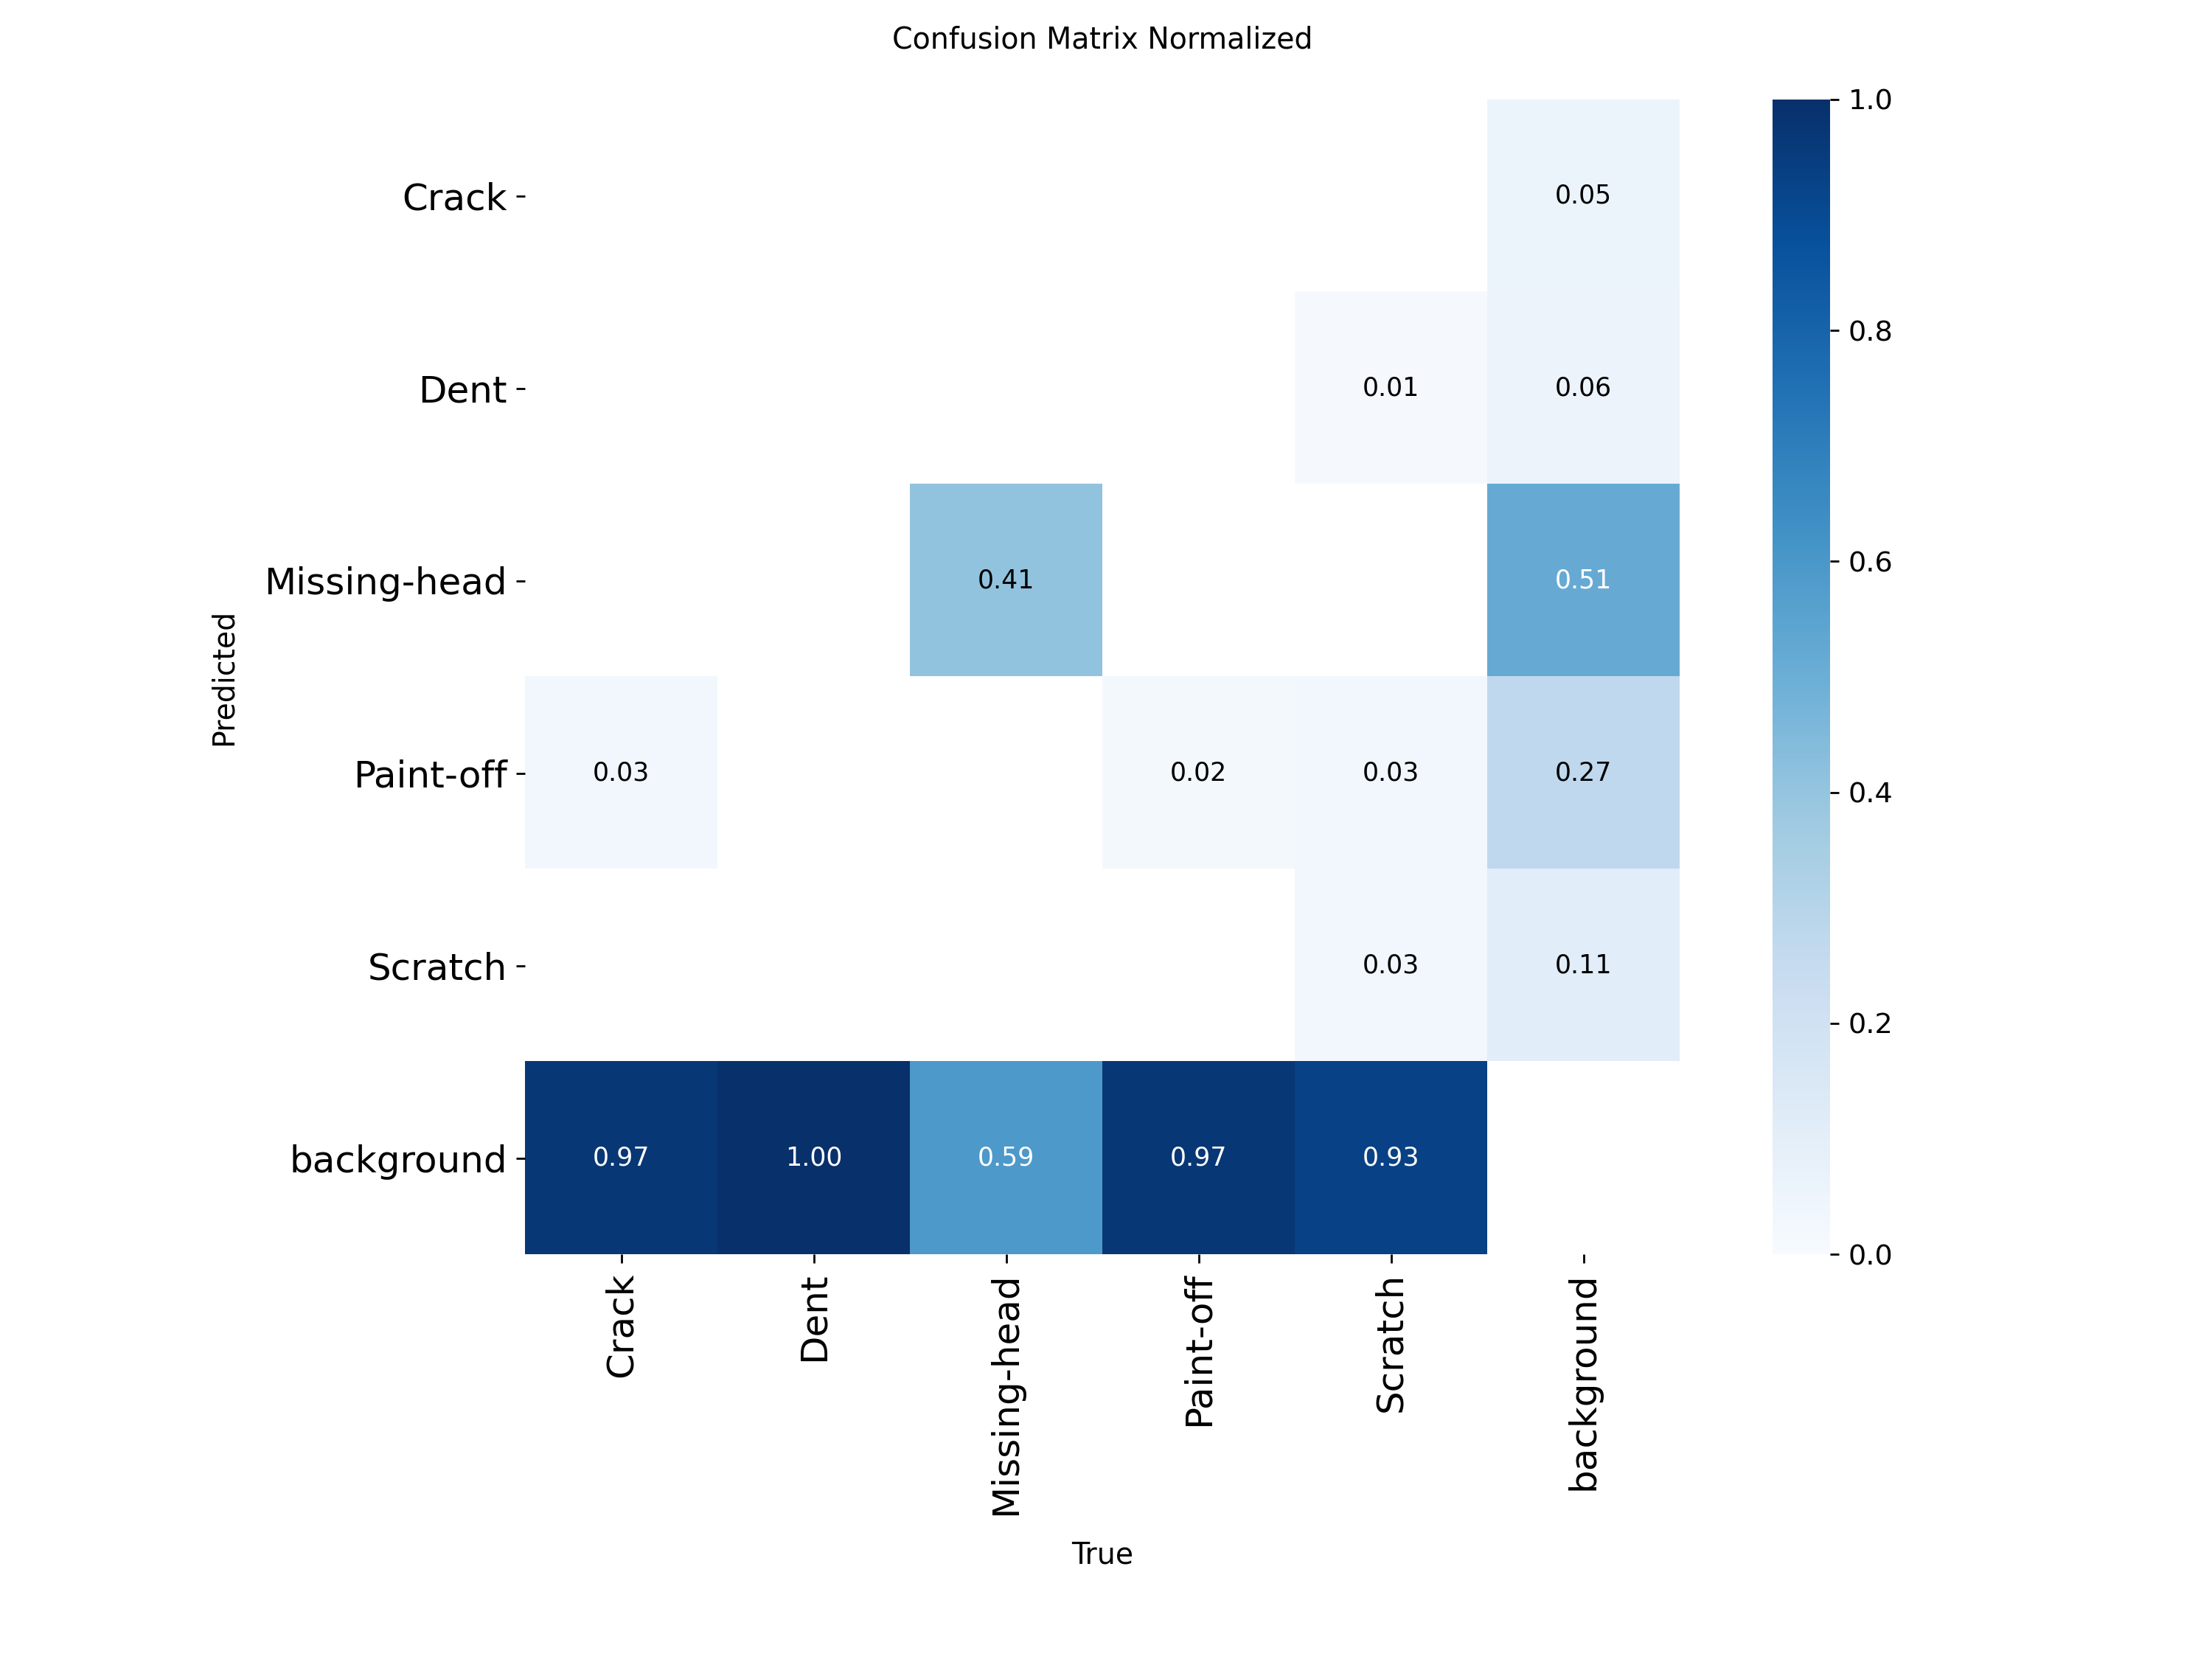 Confusion Matrix Normalized
Predicted
Crack
0.05
Dent
0.01 0.06
Missing-head
0.41 0.51
Paint-off
0.03 0.02 0.03 0.27
Scratch
0.03 0.11
background
0.97 1.00 0.59 0.97 0.93
Crack
Dent
Missing-head
Paint-off
Scratch
background
True
1.0
0.8
0.6
0.4
0.2
0.0